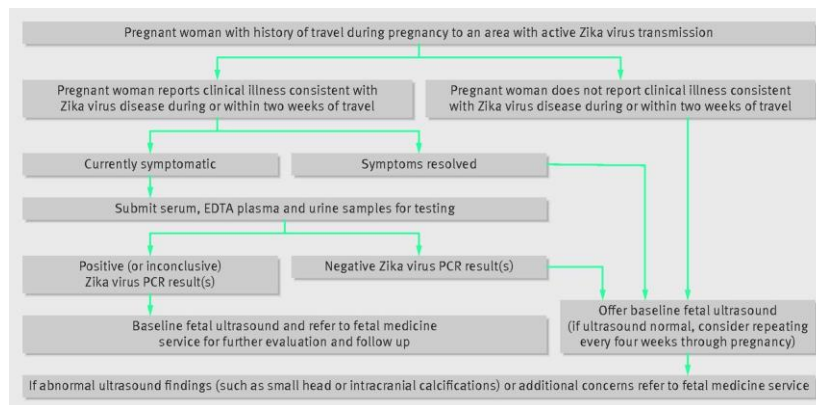 Pregnant woman with history of travel during pregnancy to an area with active Zika virus transmission
Pregnant woman reports clinical illness consistent with
Zika virus disease during or within two weeks of travel
Pregnant woman does not report clinical illness consistent
with Zika virus disease during or within two weeks of travel
Currently symptomatic
Symptoms resolved
Submit serum, EDTA plasma and urine samples for testing
Positive (or inconclusive)
Zika virus PCR result(s)
Negative Zika virus PCR result(s)
Baseline fetal ultrasound and refer to fetal medicine
service for further evaluation and follow up
Offer baseline fetal ultrasound
(if ultrasound normal, consider repeating
every four weeks through pregnancy)
If abnormal ultrasound findings (such as small head or intracranial calcifications) or additional concerns refer to fetal medicine service